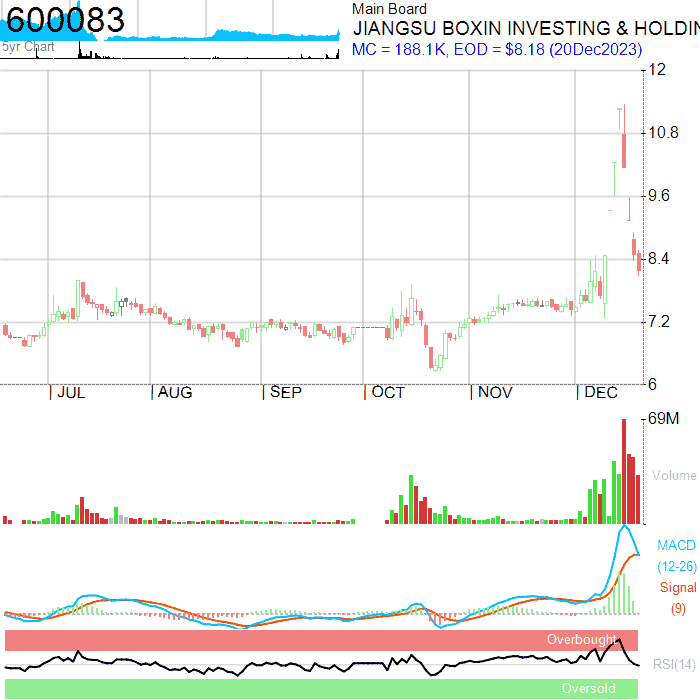 600083
5yr Chart
Main Board
JIANGSU BOXIN INVESTING & HOLDIN
MC = 188.1K, EOD = $8.18 (20Dec2023)
12
10.8
9.6
8.4
7.2
6
JUL
AUG
SEP
OCT
NOV
DEC
69M
Volume
MACD
(12-26)
Signal
(9)
Overbought
RSI(14)
Oversold